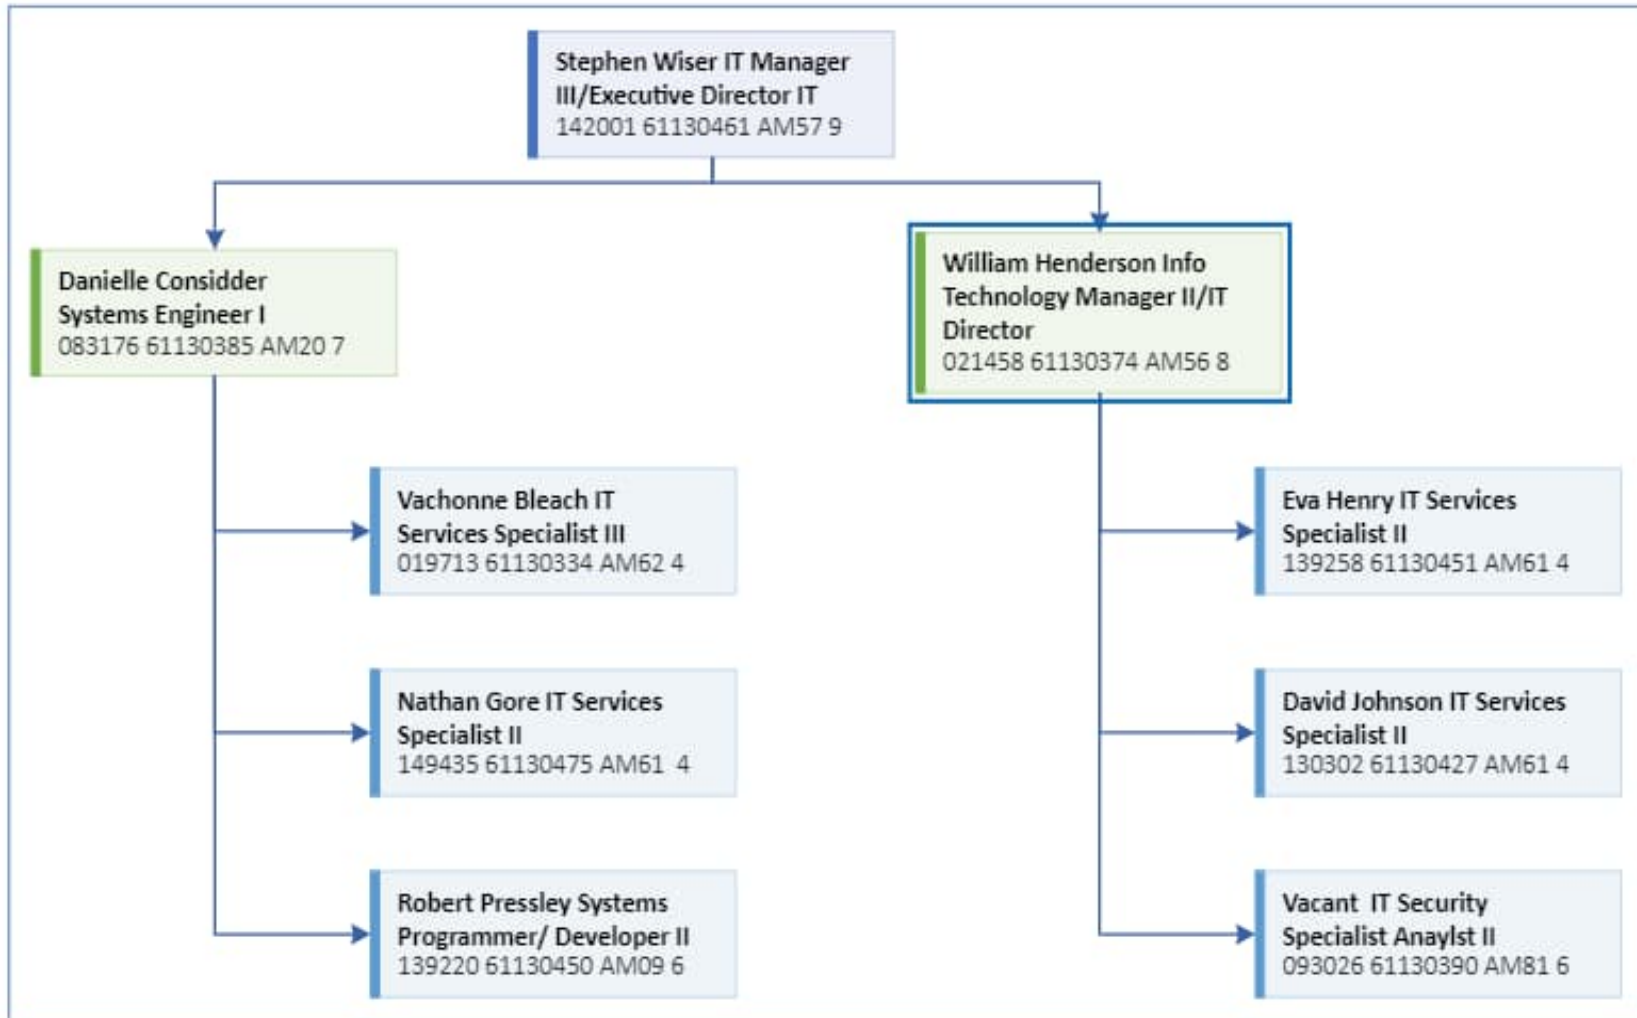 Stephen Wiser IT Manager
III/Executive Director IT
142001 61130461 AM57 9
Danielle Considder
Systems Engineer I
083176 61130385 AM20 7
William Henderson Info
Technology Manager II/IT
Director
021458 61130374 AM56 8
Vachonne Bleach IT
Services Specialist III
019713 61130334 AM62 4
Eva Henry IT Services
Specialist II
139258 61130451 AM61 4
Nathan Gore IT Services
Specialist II
149435 61130475 AM61  4
David Johnson IT Services
Specialist II
130302 61130427 AM61 4
Robert Pressley Systems
Programmer/ Developer II
139220 61130450 AM09 6
Vacant  IT Security
Specialist Anaylst II
093026 61130390 AM81 6